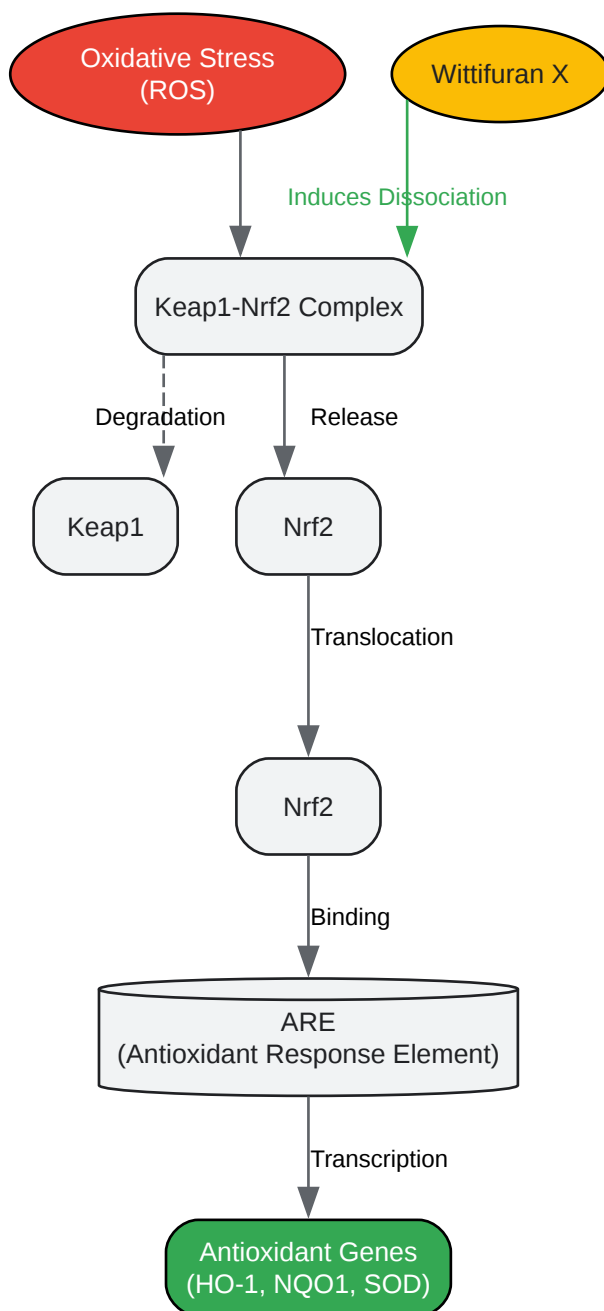 Oxidative Stress
(ROS)
Wittifuran X
Induces Dissociation
Keap1-Nrf2 Complex
Degradation
Release
Keap1
Nrf2
Translocation
Nrf2
Binding
ARE
(Antioxidant Response Element)
Transcription
Antioxidant Genes
(HO-1, NQO1, SOD)